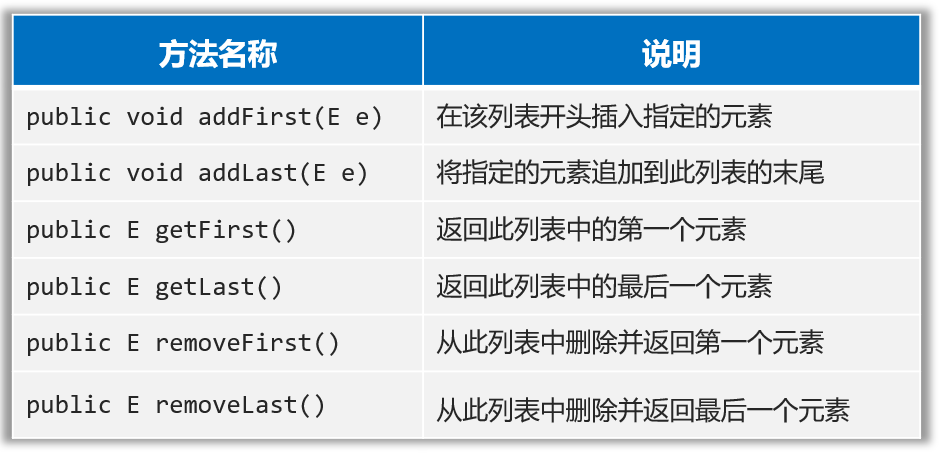 方法名称 说明
public void addFirst(E e) 在该列表开头插入指定的元素
public void addLast(E e) 将指定的元素追加到此列表的末尾
public E getFirst() 返回此列表中的第一个元素
public E getLast() 返回此列表中的最后一个元素
public E removeFirst() 从此列表中删除并返回第一个元素
public E removeLast() 从此列表中删除并返回最后一个元素